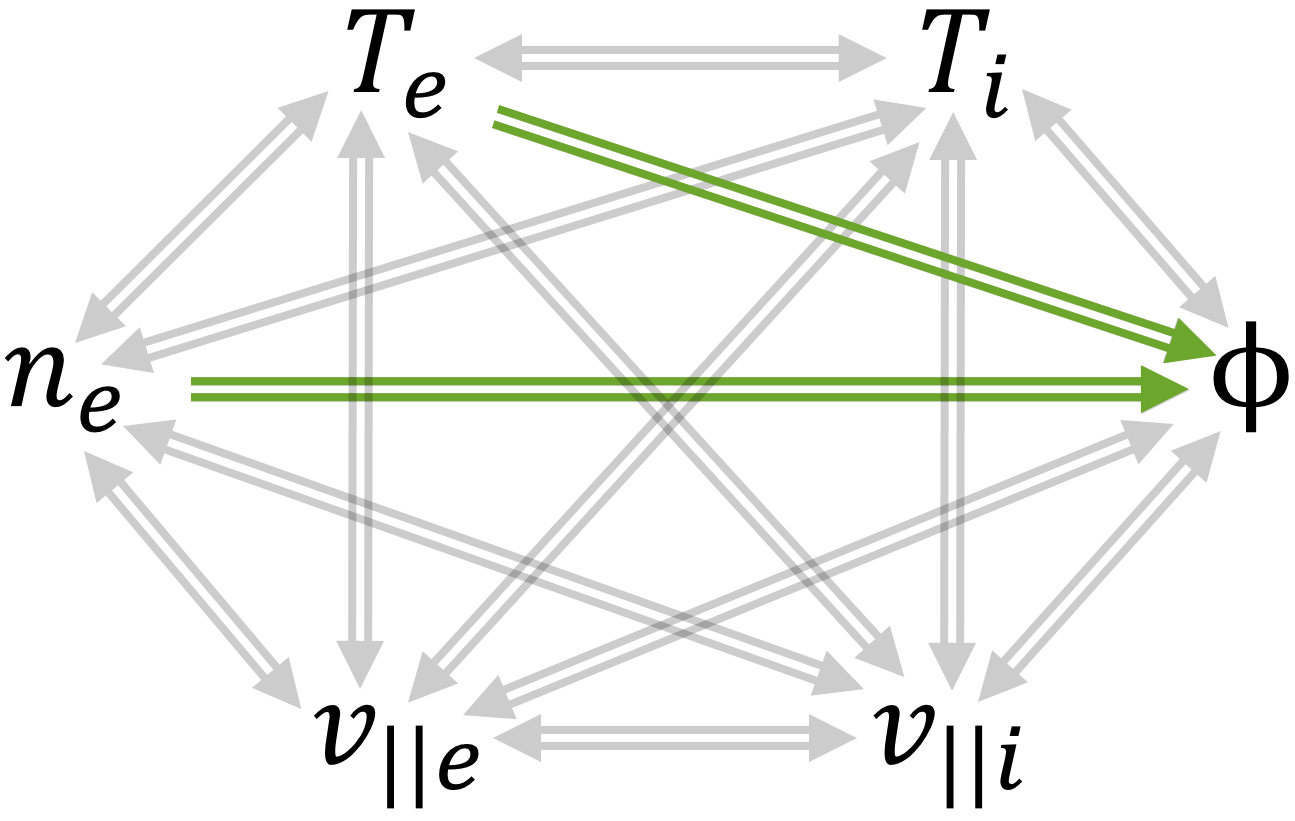 T_e T_i
n_e ϕ
v_||e v_||i